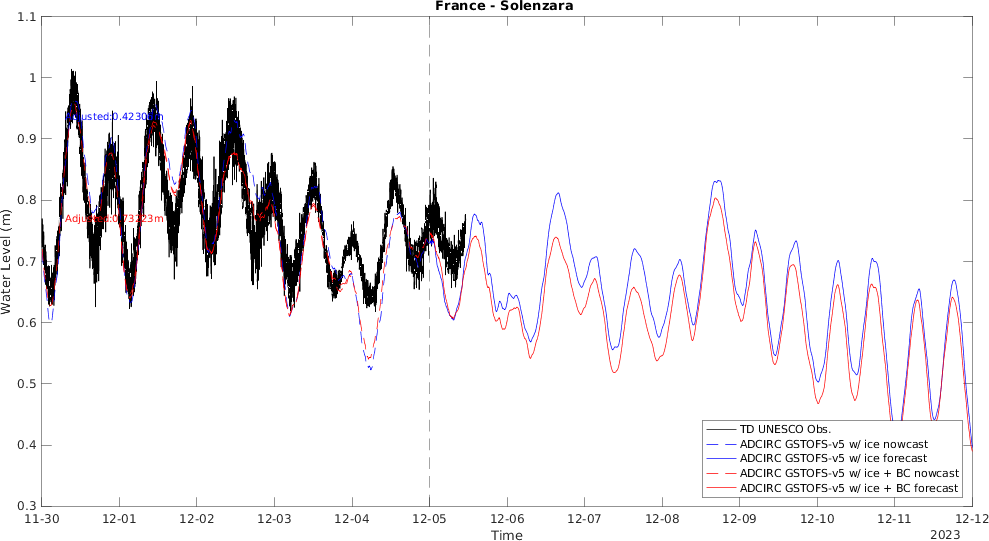 France - Solenzara
Water Level (m)
1.1
1
0.9
0.8
0.7
0.6
0.5
0.4
0.3
Adjusted:0.73223m
TD UNESCO Obs.
ADCIRC GSTOFS-v5 w/ ice nowcast
ADCIRC GSTOFS-v5 w/ ice forecast
ADCIRC GSTOFS-v5 w/ ice + BC nowcast
ADCIRC GSTOFS-v5 w/ ice + BC forecast
11-30 12-01 12-02 12-03 12-04 12-05 12-06 12-07 12-08 12-09 12-10 12-11 12-12
Time
2023